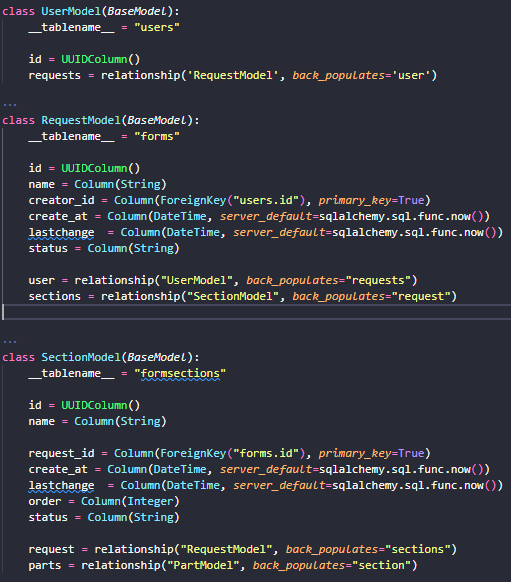 class UserModel(BaseModel):
    __tablename__ = "users"
    id = UUIDColumn()
    requests = relationship('RequestModel', back_populates='user')
...
class RequestModel(BaseModel):
    __tablename__ = "forms"
    id = UUIDColumn()
    name = Column(String)
    creator_id = Column(ForeignKey("users.id"), primary_key=True)
    create_at = Column(DateTime, server_default=sqlalchemy.sql.func.now())
    lastchange  = Column(DateTime, server_default=sqlalchemy.sql.func.now())
    status = Column(String)
    user = relationship("UserModel", back_populates="requests")
    sections = relationship("SectionModel", back_populates="request")
...
class SectionModel(BaseModel):
    __tablename__ = "formsections"
    id = UUIDColumn()
    name = Column(String)
    request_id = Column(ForeignKey("forms.id"), primary_key=True)
    create_at = Column(DateTime, server_default=sqlalchemy.sql.func.now())
    lastchange  = Column(DateTime, server_default=sqlalchemy.sql.func.now())
    order = Column(Integer)
    status = Column(String)
    request = relationship("RequestModel", back_populates="sections")
    parts = relationship("PartModel", back_populates="section")